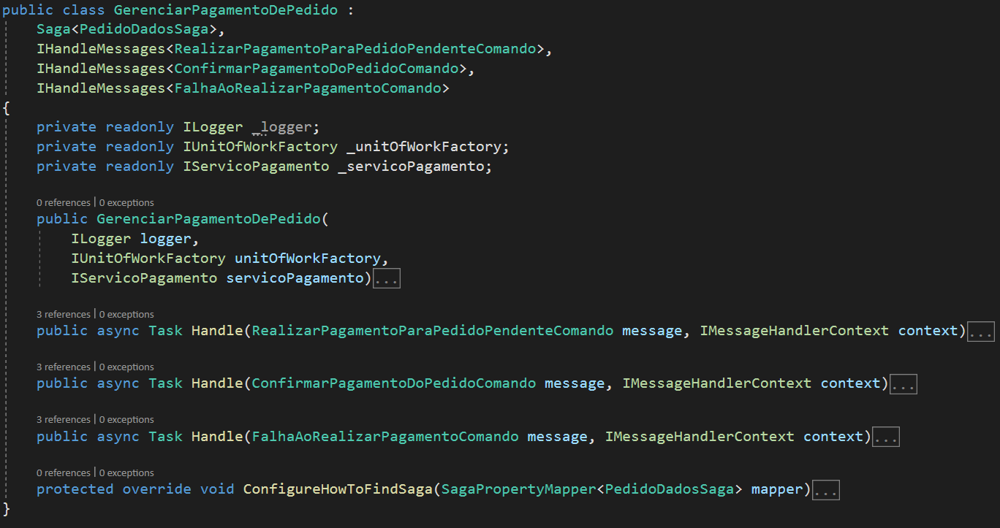 public class GerenciarPagamentoDePedido :
Saga<PedidoDadosSaga>,
IHandleMessages<RealizarPagamentoParaPedidoPendenteComando>,
IHandleMessages<ConfirmarPagamentoDoPedidoComando>,
IHandleMessages<FalhaAoRealizarPagamentoComando>
{
private readonly ILogger _logger;
private readonly IUnitOfWorkFactory _unitOfWorkFactory;
private readonly IServicoPagamento _servicoPagamento;
0 references | 0 exceptions
public GerenciarPagamentoDePedido(
ILogger logger,
IUnitOfWorkFactory unitOfWorkFactory,
IServicoPagamento servicoPagamento)...
3 references | 0 exceptions
public async Task Handle(RealizarPagamentoParaPedidoPendenteComando message, IMessageHandlerContext context)...
3 references | 0 exceptions
public async Task Handle(ConfirmarPagamentoDoPedidoComando message, IMessageHandlerContext context)...
3 references | 0 exceptions
public async Task Handle(FalhaAoRealizarPagamentoComando message, IMessageHandlerContext context)...
0 references | 0 exceptions
protected override void ConfigureHowToFindSaga(SagaPropertyMapper<PedidoDadosSaga> mapper)...
}